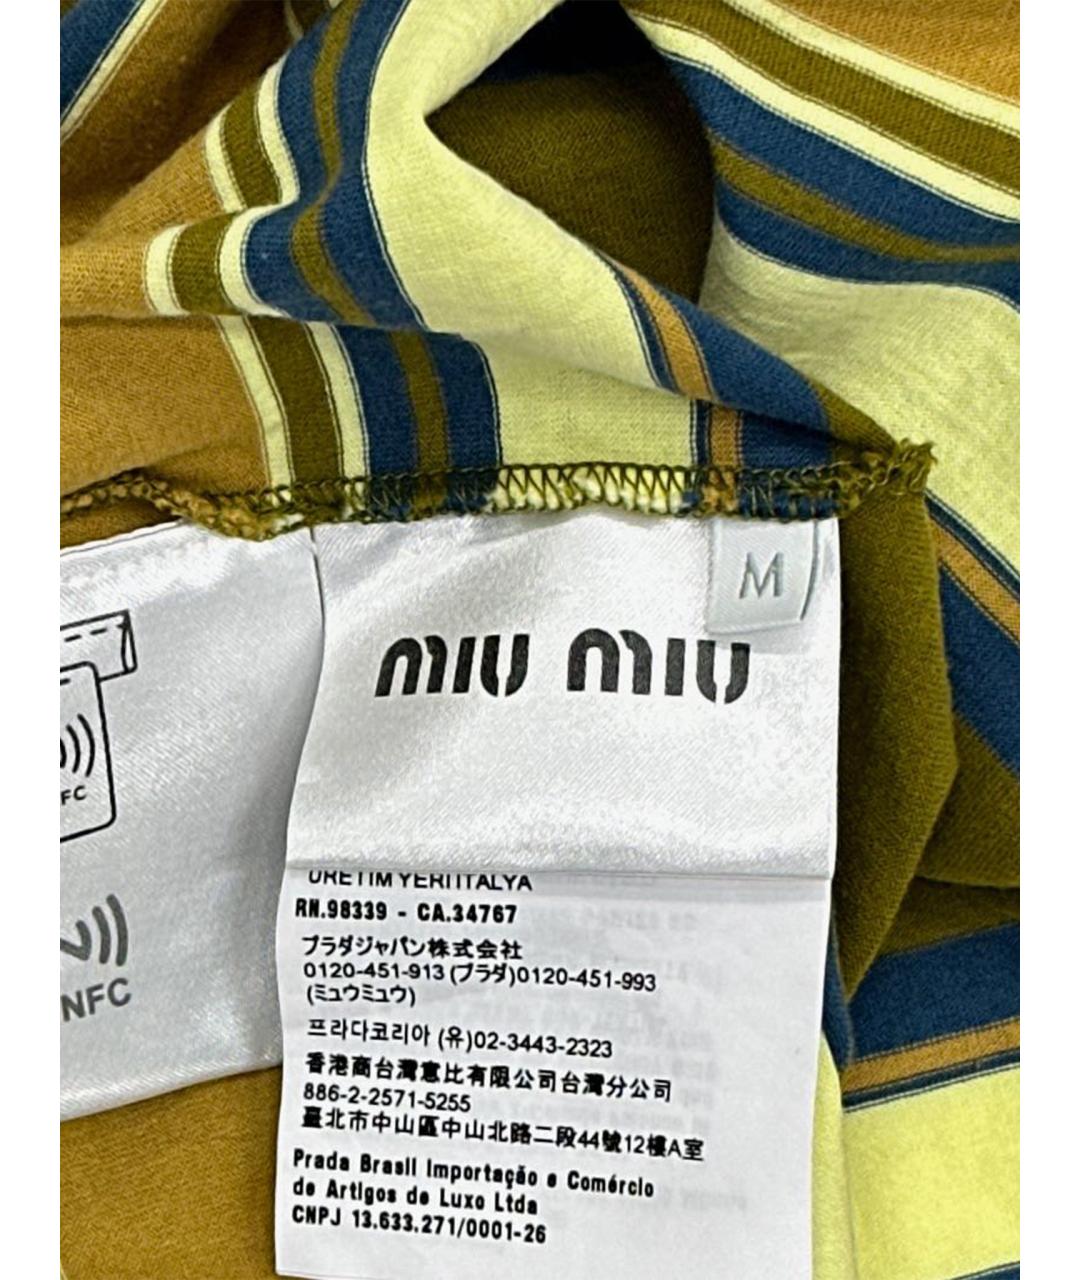 M
miu miu
FC
NFC
ÜRETİM YERİ İTALYA
RN.98339 - CA.34767
プラダジャパン株式会社
0120-451-913 (プラダ)0120-451-993
(ミュウミュウ)
프라다코리아 (유)02-3443-2323
香港商台灣意比有限公司台灣分公司
886-2-2571-5255
臺北市中山區中山北路二段44號12樓A室
Prada Brasil Importação e Comércio
de Artigos de Luxo Ltda
CNPJ 13.633.271/0001-26